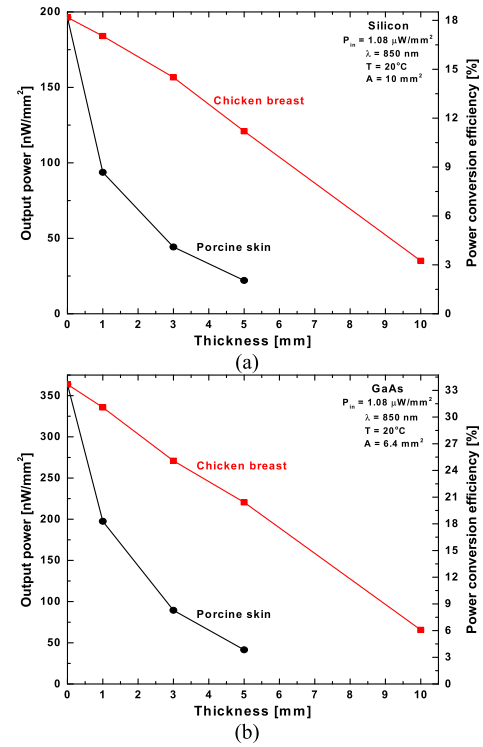 Silicon
P_in = 1.08 μW/mm²
λ = 850 nm
T = 20°C
A = 10 mm²
Chicken breast
Porcine skin
Output power [nW/mm²]
200
150
100
50
0
Power conversion efficiency [%]
18
15
12
9
6
3
0
0 1 2 3 4 5 6 7 8 9 10
Thickness [mm]
(a)
GaAs
P_in = 1.08 μW/mm²
λ = 850 nm
T = 20°C
A = 6.4 mm²
Chicken breast
Porcine skin
Output power [nW/mm²]
350
300
250
200
150
100
50
0
Power conversion efficiency [%]
33
30
27
24
21
18
15
12
9
6
3
0
0 1 2 3 4 5 6 7 8 9 10
Thickness [mm]
(b)